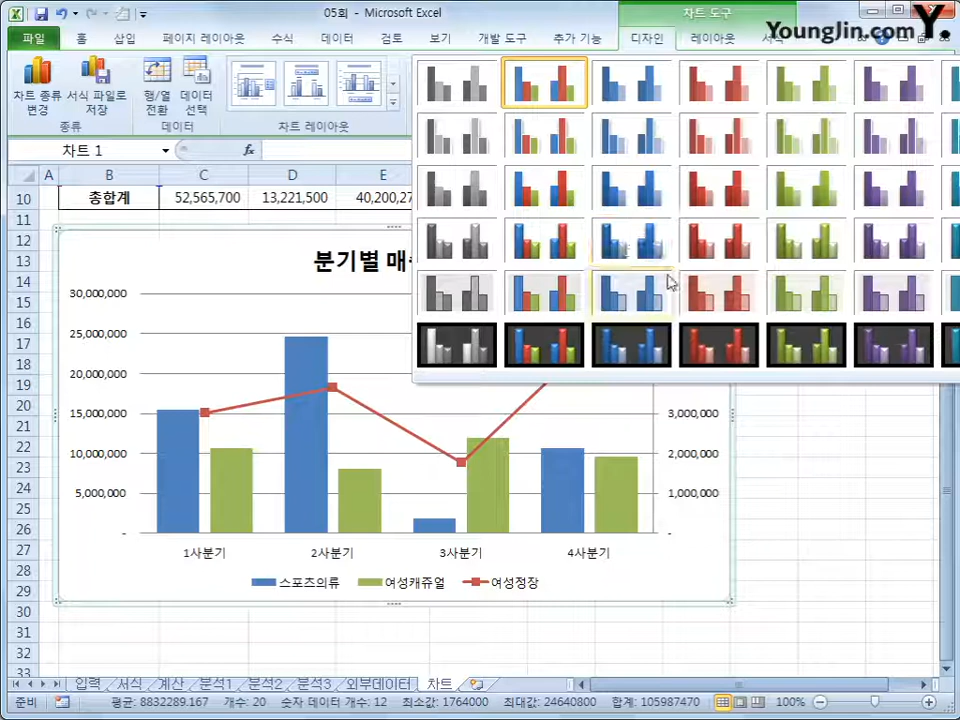 05회 - Microsoft Excel
차트 도구
Younglin.com Y.
파일 홈 삽입 페이지 레이아웃 수식 데이터 검토 보기 개발 도구 추가 기능 디자인 레이아웃
차트 종류 변경
서식 파일로 저장
행/열 전환
데이터 선택
종류 데이터 차트 레이아웃
차트 1
fx
A B C D E
10 총합계 52,565,700 13,221,500
11
12
13
14
15
16
17
18
19
20
21
22
23
24
25
26
27
28
29
30
31
32
33
분기별
30,000,000
25,000,000
20,000,000
15,000,000 3,000,000
10,000,000 2,000,000
5,000,000 1,000,000
- -
1사분기 2사분기 3사분기 4사분기
스포츠의류 여성캐쥬얼 여성정장
입력 서식 계산 분석1 분석2 분석3 외부데이터 차트
준비 평균: 8832289.167 개수: 20 숫자 데이터 개수: 12 최소값: 1764000 최대값: 24640800 합계: 105987470 100%